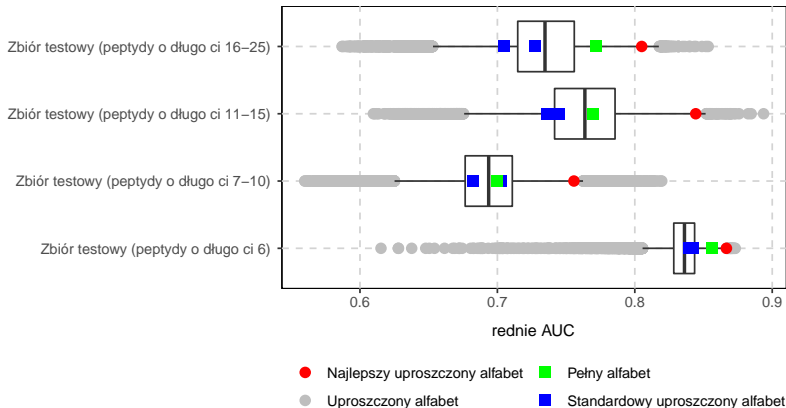 Zbiór testowy (peptydy o długo ci 16−25)
Zbiór testowy (peptydy o długo ci 11−15)
Zbiór testowy (peptydy o długo ci 7−10)
Zbiór testowy (peptydy o długo ci 6)
0.6 0.7 0.8 0.9
rednie AUC
Najlepszy uproszczony alfabet Pełny alfabet
Uproszczony alfabet Standardowy uproszczony alfabet